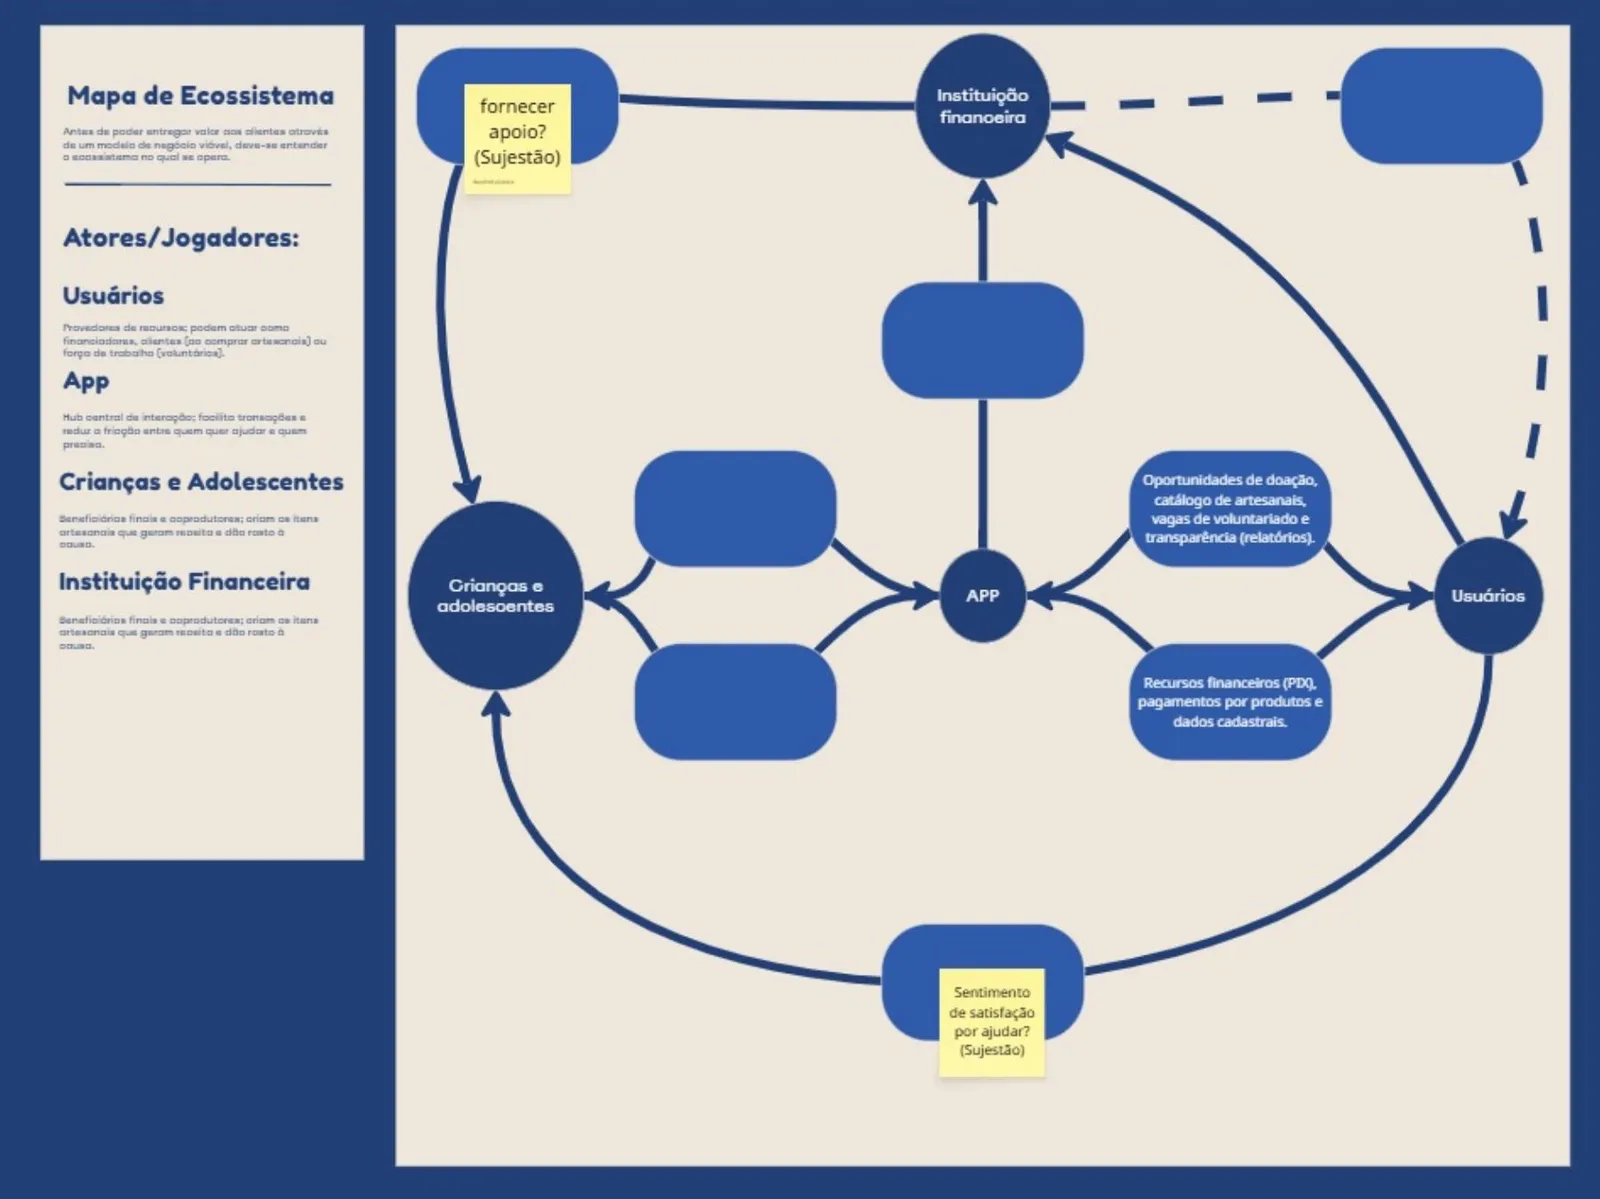 Mapa de Ecossistema
Antes de poder entregar valor aos clientes através
de um modelo de negócio viável, deve-se entender
o ecossistema no qual se opera.
Atores/Jogadores:
Usuários
Provedores de recursos; podem atuar como
financiadores, clientes (ao comprar artesanais) ou
força de trabalho (voluntários).
App
Hub central de interação; facilita transações e
reduz a fricção entre quem quer ajudar e quem
precisa.
Crianças e Adolescentes
Beneficiários finais e coprodutores; criam os itens
artesanais que geram receita e dão rosto à
causa.
Instituição Financeira
Beneficiários finais e coprodutores; criam os itens
artesanais que geram receita e dão rosto à
causa.
fornecer
apoio?
(Sujestão)
Instituição
financeira
Oportunidades de doação,
catálogo de artesanais,
vagas de voluntariado e
transparência (relatórios).
Crianças e
adolescentes
APP
Usuários
Recursos financeiros (PIX),
pagamentos por produtos e
dados cadastrais.
Sentimento
de satisfação
por ajudar?
(Sujestão)